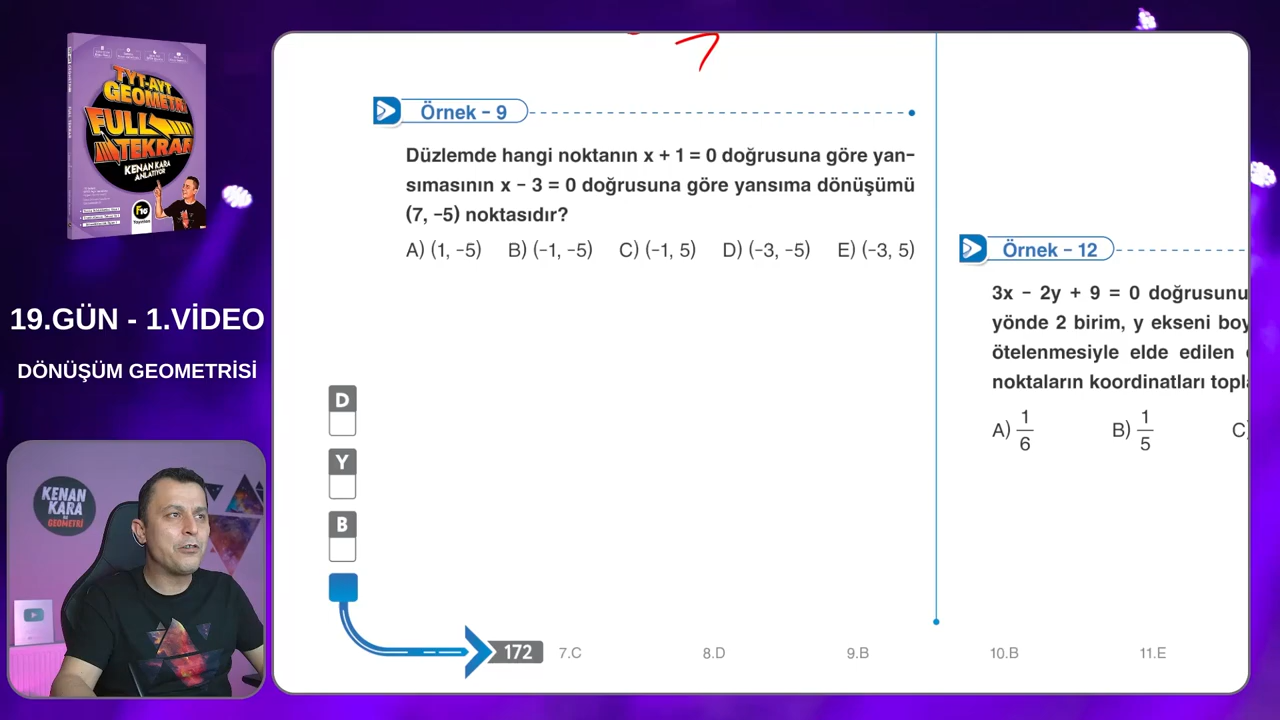 TYT-AYT
GEOMETRİ
FULL
TEKRAR
KENAN KARA
ANLATIYOR
19.GÜN - 1.VİDEO
DÖNÜŞÜM GEOMETRİSİ
KENAN
KARA
GEOMETRİ
Örnek - 9
Düzlemde hangi noktanın x + 1 = 0 doğrusuna göre yan-
sımasının x - 3 = 0 doğrusuna göre yansıma dönüşümü
(7, -5) noktasıdır?
A) (1, -5) B) (-1, -5) C) (-1, 5) D) (-3, -5) E) (-3, 5)
D
Y
B
172
7.C 8.D 9.B 10.B 11.E
Örnek - 12
3x - 2y + 9 = 0 doğrusunu
yönde 2 birim, y ekseni boy
ötelenmesiyle elde edilen
noktaların koordinatları topl
A) 1/6 B) 1/5 C)